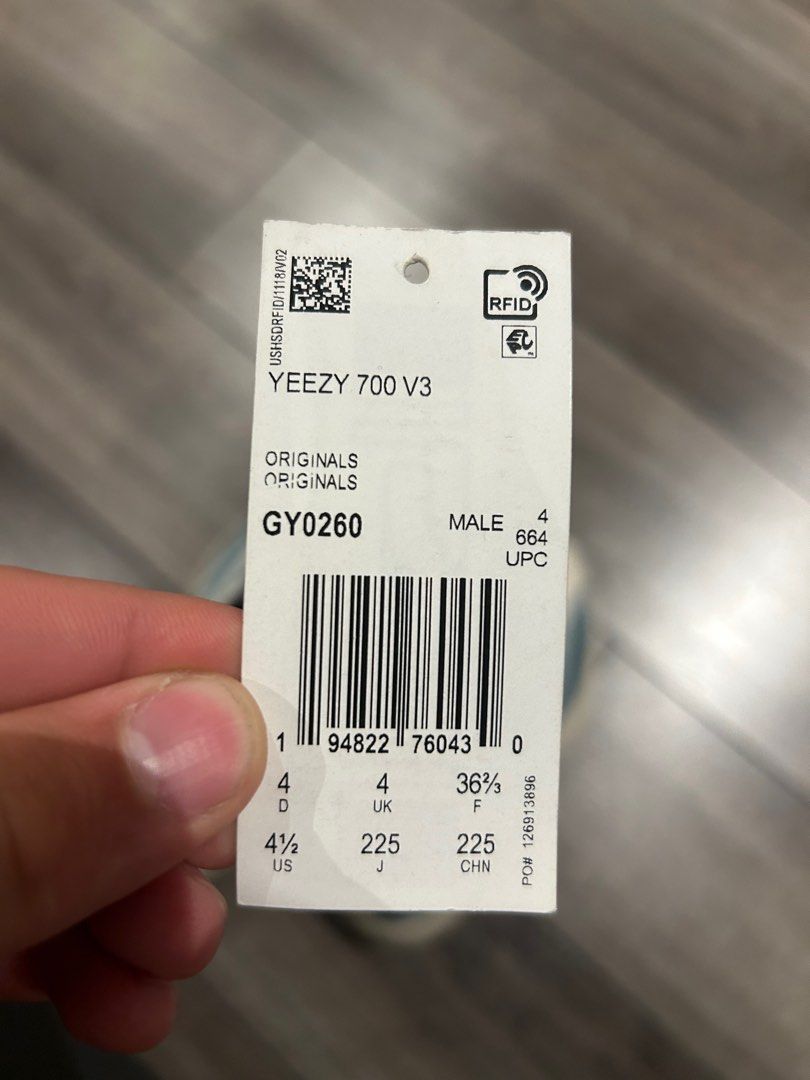 USHSDRFID/1118/V02
RFID
YEEZY 700 V3
ORIGINALS
ORIGINALS
GY0260
MALE 4
664
UPC
1 94822 76043 0
4 4 36⅔
D UK F
4½ 225 225
US J CHN
PO# 126913896